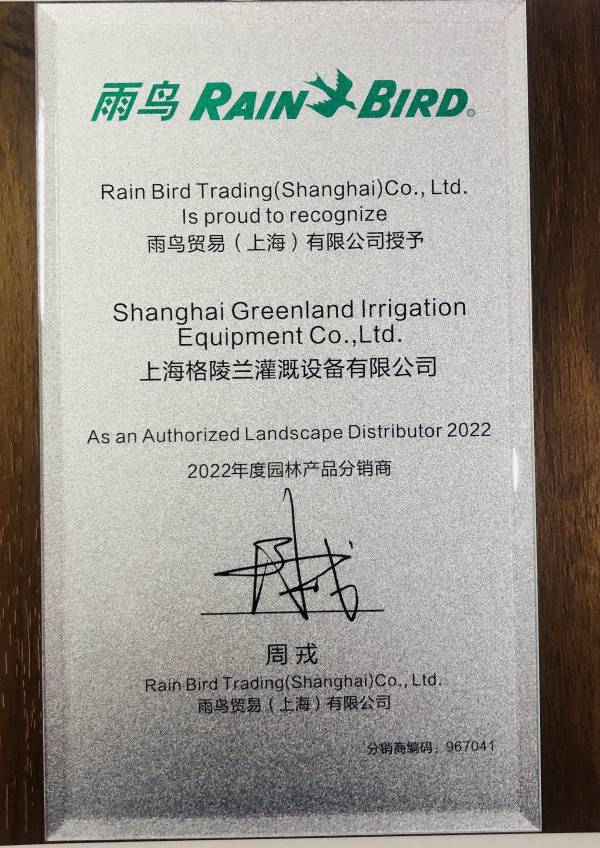 雨鸟 RAIN BIRD®
Rain Bird Trading(Shanghai)Co., Ltd.
Is proud to recognize
雨鸟贸易（上海）有限公司授予
Shanghai Greenland Irrigation
Equipment Co.,Ltd.
上海格陵兰灌溉设备有限公司
As an Authorized Landscape Distributor 2022
2022年度园林产品分销商
周戎
Rain Bird Trading(Shanghai)Co., Ltd.
雨鸟贸易（上海）有限公司
分销商编码：967041